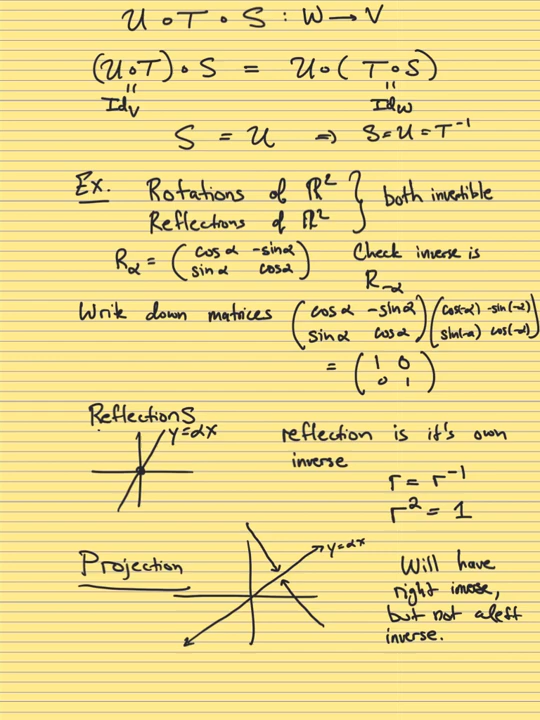 U ∘ T ∘ S : W → V
(U∘T)∘S = U∘(T∘S)
Id_V Id_W
S = U ⇒ S=U=T⁻¹
Ex. Rotations of ℝ² } both invertible
Reflections of ℝ²
R_α = (cos α -sin α / sin α cos α) Check inverse is R_-α
Write down matrices (cos α -sin α / sin α cos α)(cos(-α) -sin(-α) / sin(-α) cos(-α))
= (1 0 / 0 1)
Reflections
y=αx
reflection is it's own
inverse
r = r⁻¹
r² = 1
Projection
y=αx
Will have
right inverse,
but not a left
inverse.